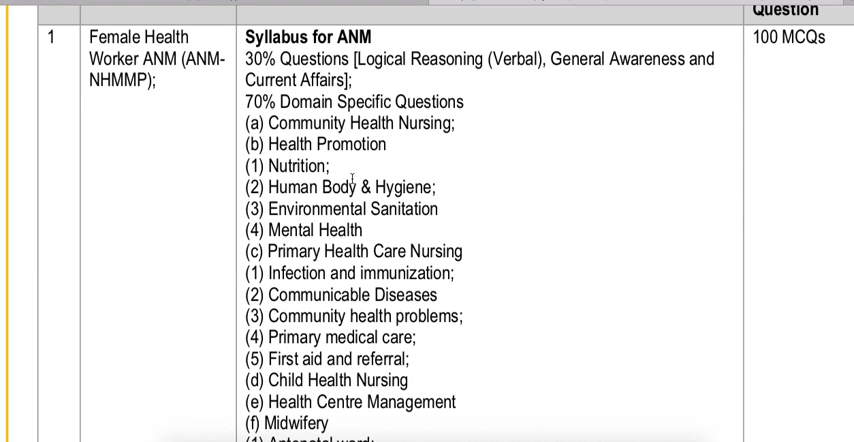 Question
1
Female Health
Worker ANM (ANM-
NHMMP);
Syllabus for ANM
30% Questions [Logical Reasoning (Verbal), General Awareness and
Current Affairs];
70% Domain Specific Questions
(a) Community Health Nursing;
(b) Health Promotion
(1) Nutrition;
(2) Human Body & Hygiene;
(3) Environmental Sanitation
(4) Mental Health
(c) Primary Health Care Nursing
(1) Infection and immunization;
(2) Communicable Diseases
(3) Community health problems;
(4) Primary medical care;
(5) First aid and referral;
(d) Child Health Nursing
(e) Health Centre Management
(f) Midwifery
100 MCQs